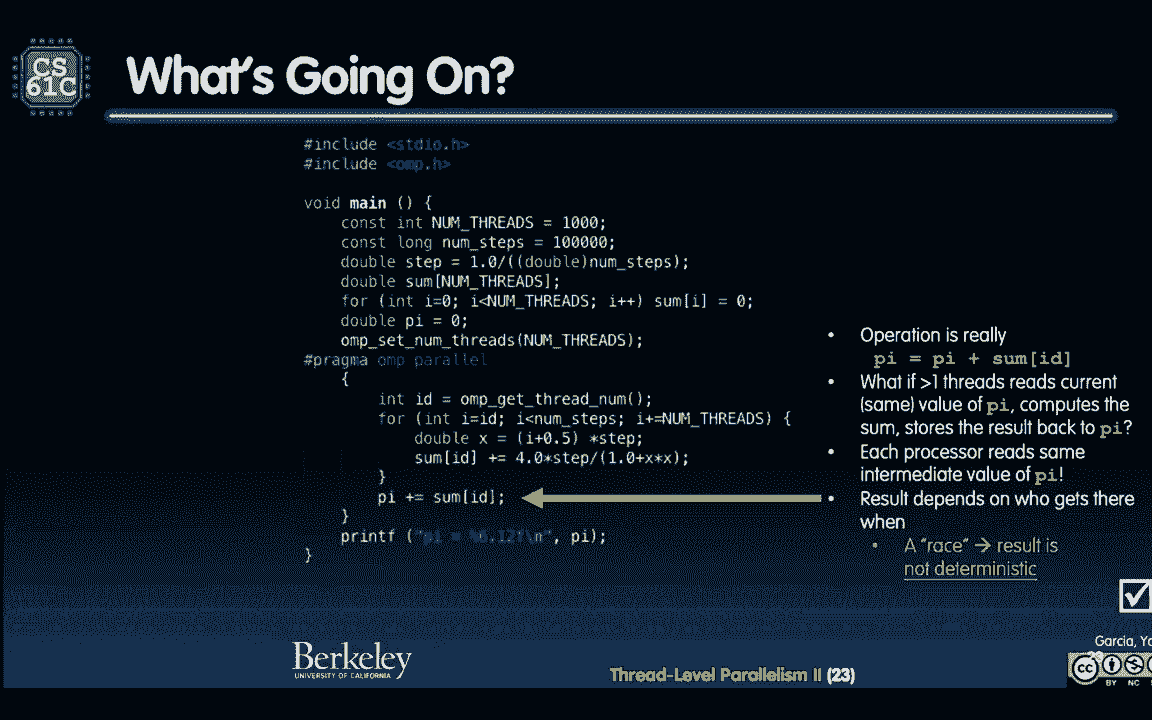 CS
61C
What's Going On?
#include <stdio.h>
#include <omp.h>
void main () {
const int NUM_THREADS = 1000;
const long num_steps = 100000;
double step = 1.0/((double)num_steps);
double sum[NUM_THREADS];
for (int i=0; i<NUM_THREADS; i++) sum[i] = 0;
double pi = 0;
omp_set_num_threads(NUM_THREADS);
#pragma omp parallel
{
int id = omp_get_thread_num();
for (int i=id; i<num_steps; i+=NUM_THREADS) {
double x = (i+0.5) *step;
sum[id] += 4.0*step/(1.0+x*x);
}
pi += sum[id];
}
printf ("pi = %6.12f\n", pi);
}
• Operation is really
pi = pi + sum[id]
• What if >1 threads reads current
(same) value of pi, computes the
sum, stores the result back to pi?
• Each processor reads same
intermediate value of pi!
• Result depends on who gets there
when
• A "race" → result is
not deterministic
Berkeley
UNIVERSITY OF CALIFORNIA
Thread-Level Parallelism II (23)
Garcia,
cc
BY NC